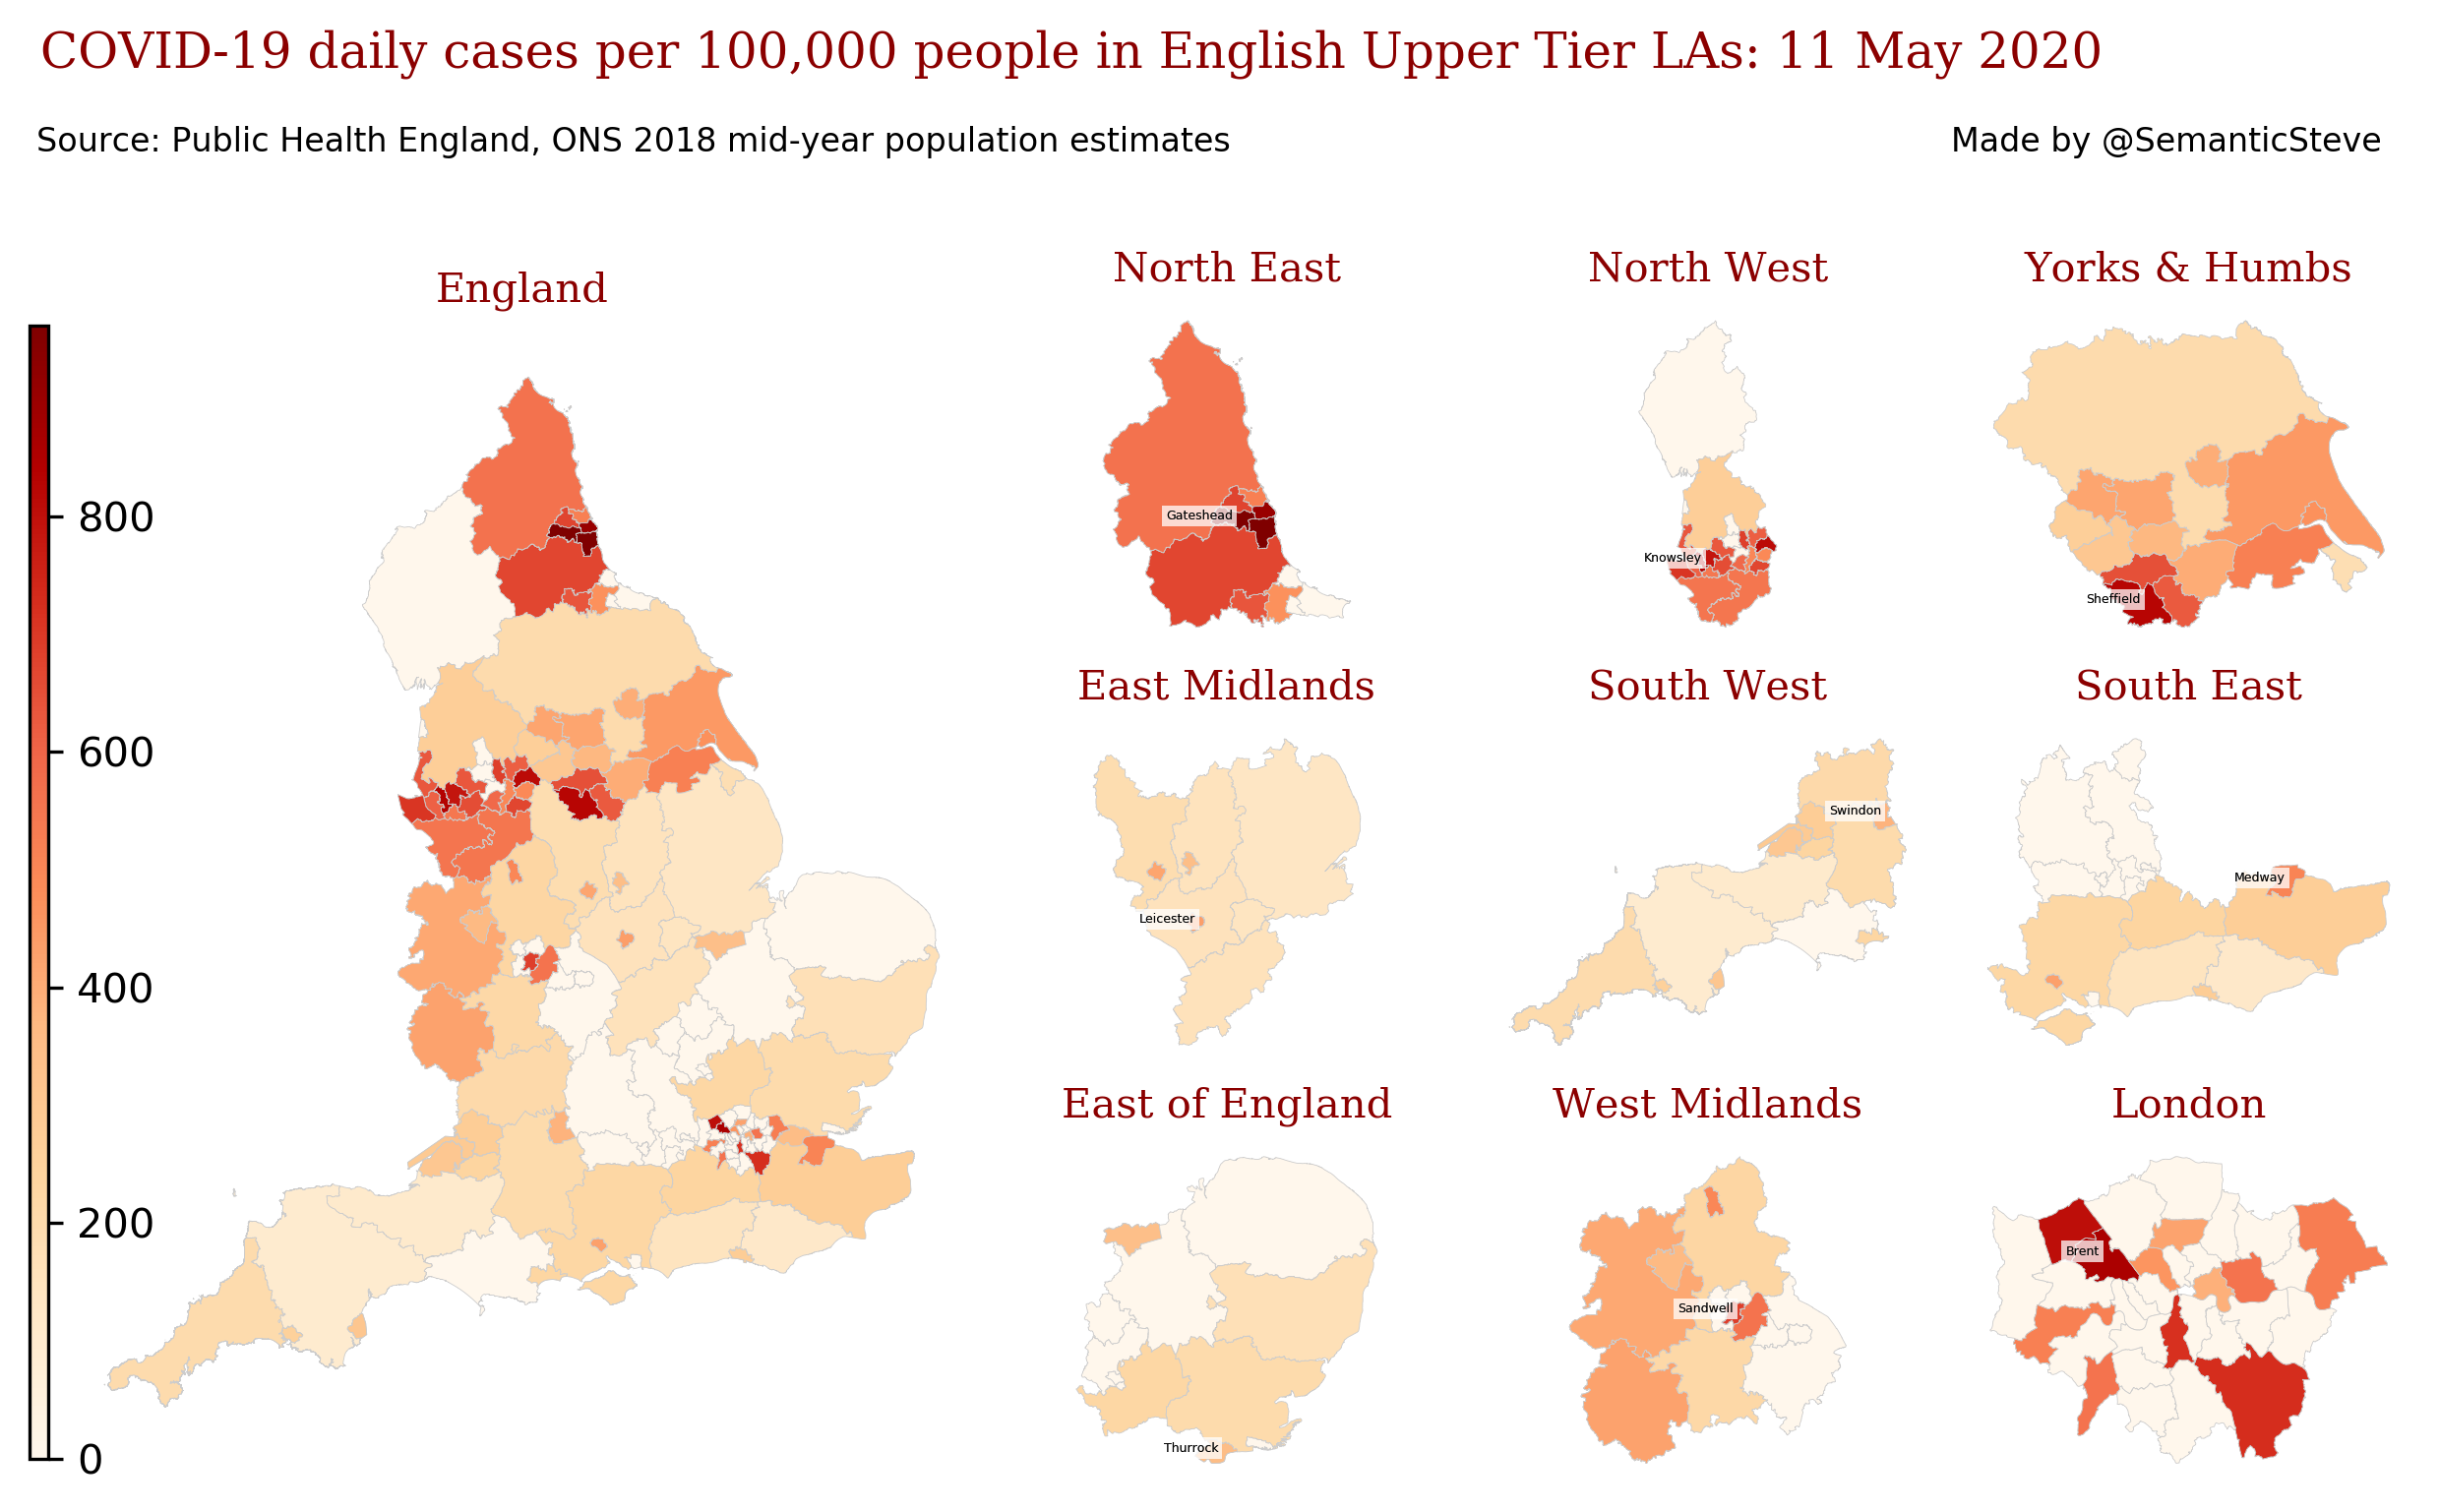 COVID-19 daily cases per 100,000 people in English Upper Tier LAs: 11 May 2020
Source: Public Health England, ONS 2018 mid-year population estimates
Made by @SemanticSteve
England
800
600
400
200
0
North East
Gateshead
North West
Knowsley
Yorks & Humbs
Sheffield
East Midlands
Leicester
South West
Swindon
South East
Medway
East of England
Thurrock
West Midlands
Sandwell
London
Brent